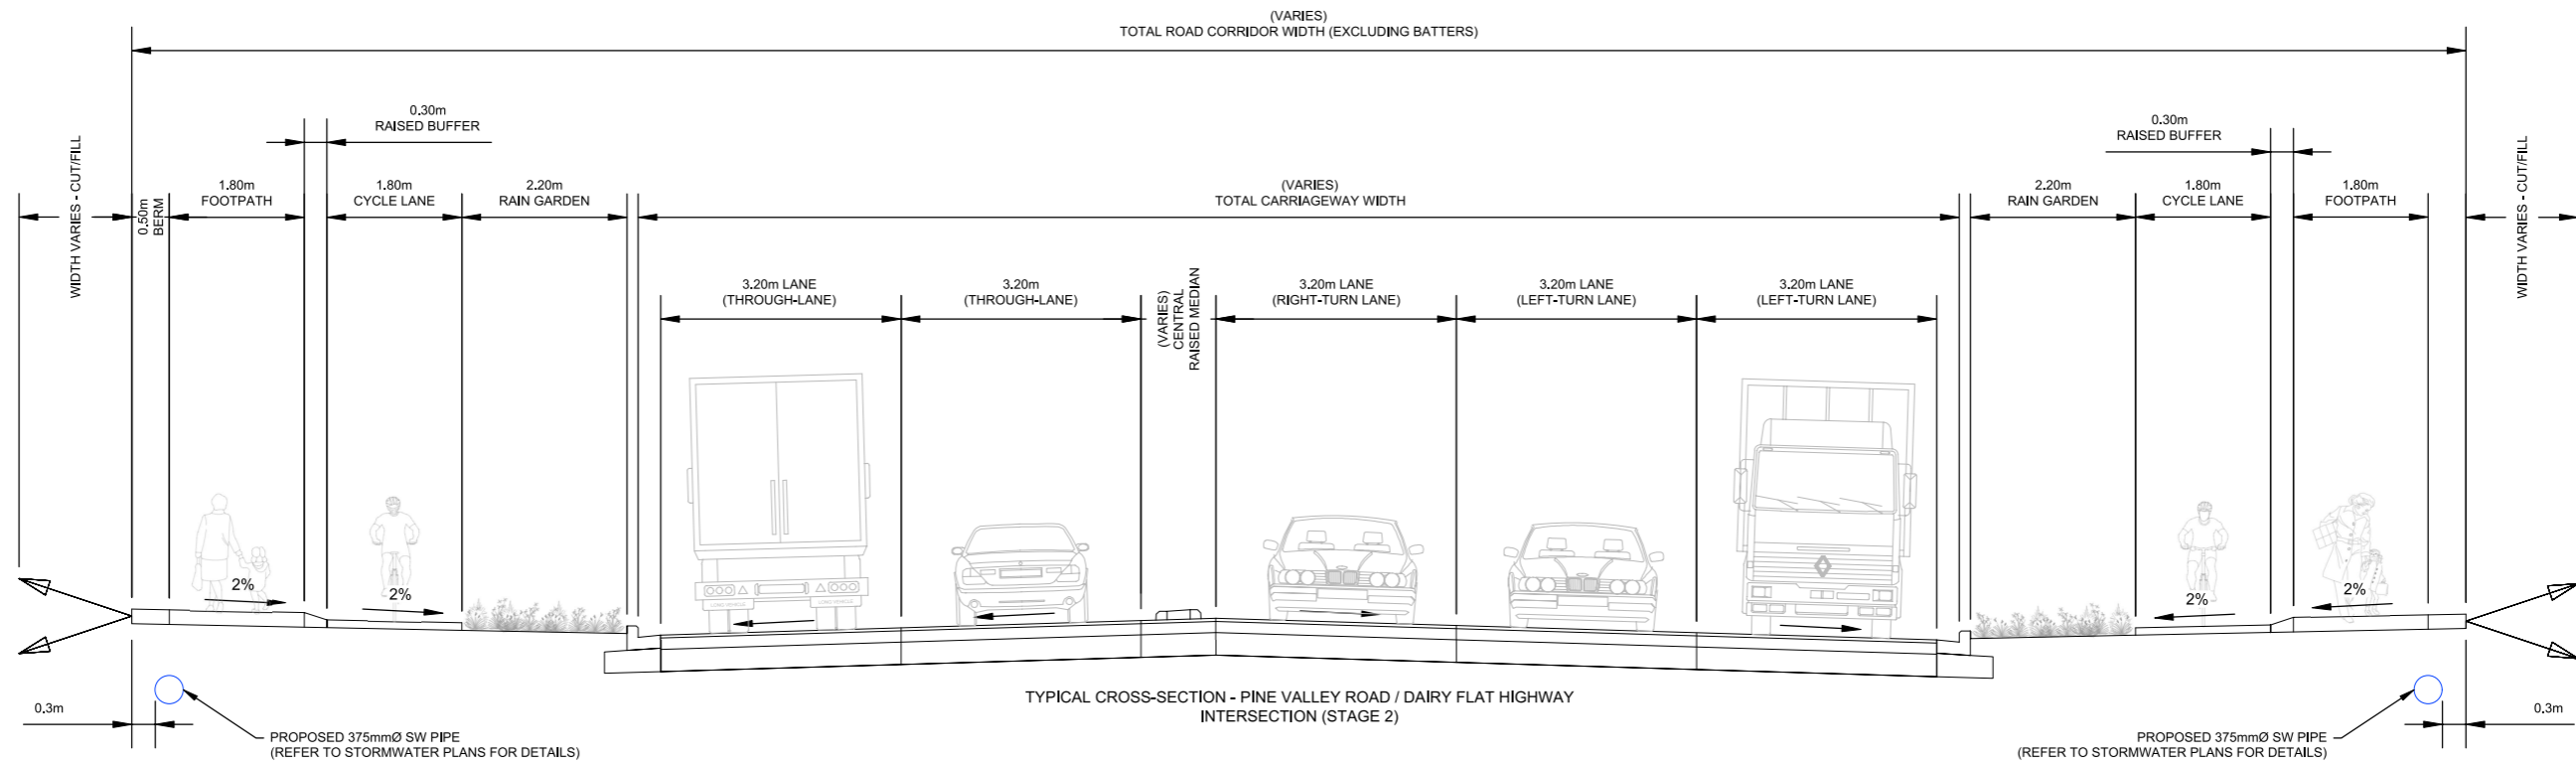 (VARIES)
TOTAL ROAD CORRIDOR WIDTH (EXCLUDING BATTERS)
0.30m
RAISED BUFFER
0.30m
RAISED BUFFER
WIDTH VARIES - CUT/FILL
0.50m
BERM
1.80m
FOOTPATH
1.80m
CYCLE LANE
2.20m
RAIN GARDEN
(VARIES)
TOTAL CARRIAGEWAY WIDTH
2.20m
RAIN GARDEN
1.80m
CYCLE LANE
1.80m
FOOTPATH
WIDTH VARIES - CUT/FILL
3.20m LANE
(THROUGH-LANE)
3.20m
(THROUGH-LANE)
(VARIES)
CENTRAL
RAISED MEDIAN
3.20m LANE
(RIGHT-TURN LANE)
3.20m LANE
(LEFT-TURN LANE)
3.20m LANE
(LEFT-TURN LANE)
2%
2%
LONG VEHICLE
LONG VEHICLE
2%
2%
TYPICAL CROSS-SECTION - PINE VALLEY ROAD / DAIRY FLAT HIGHWAY
INTERSECTION (STAGE 2)
0.3m
PROPOSED 375mmØ SW PIPE
(REFER TO STORMWATER PLANS FOR DETAILS)
0.3m
PROPOSED 375mmØ SW PIPE
(REFER TO STORMWATER PLANS FOR DETAILS)